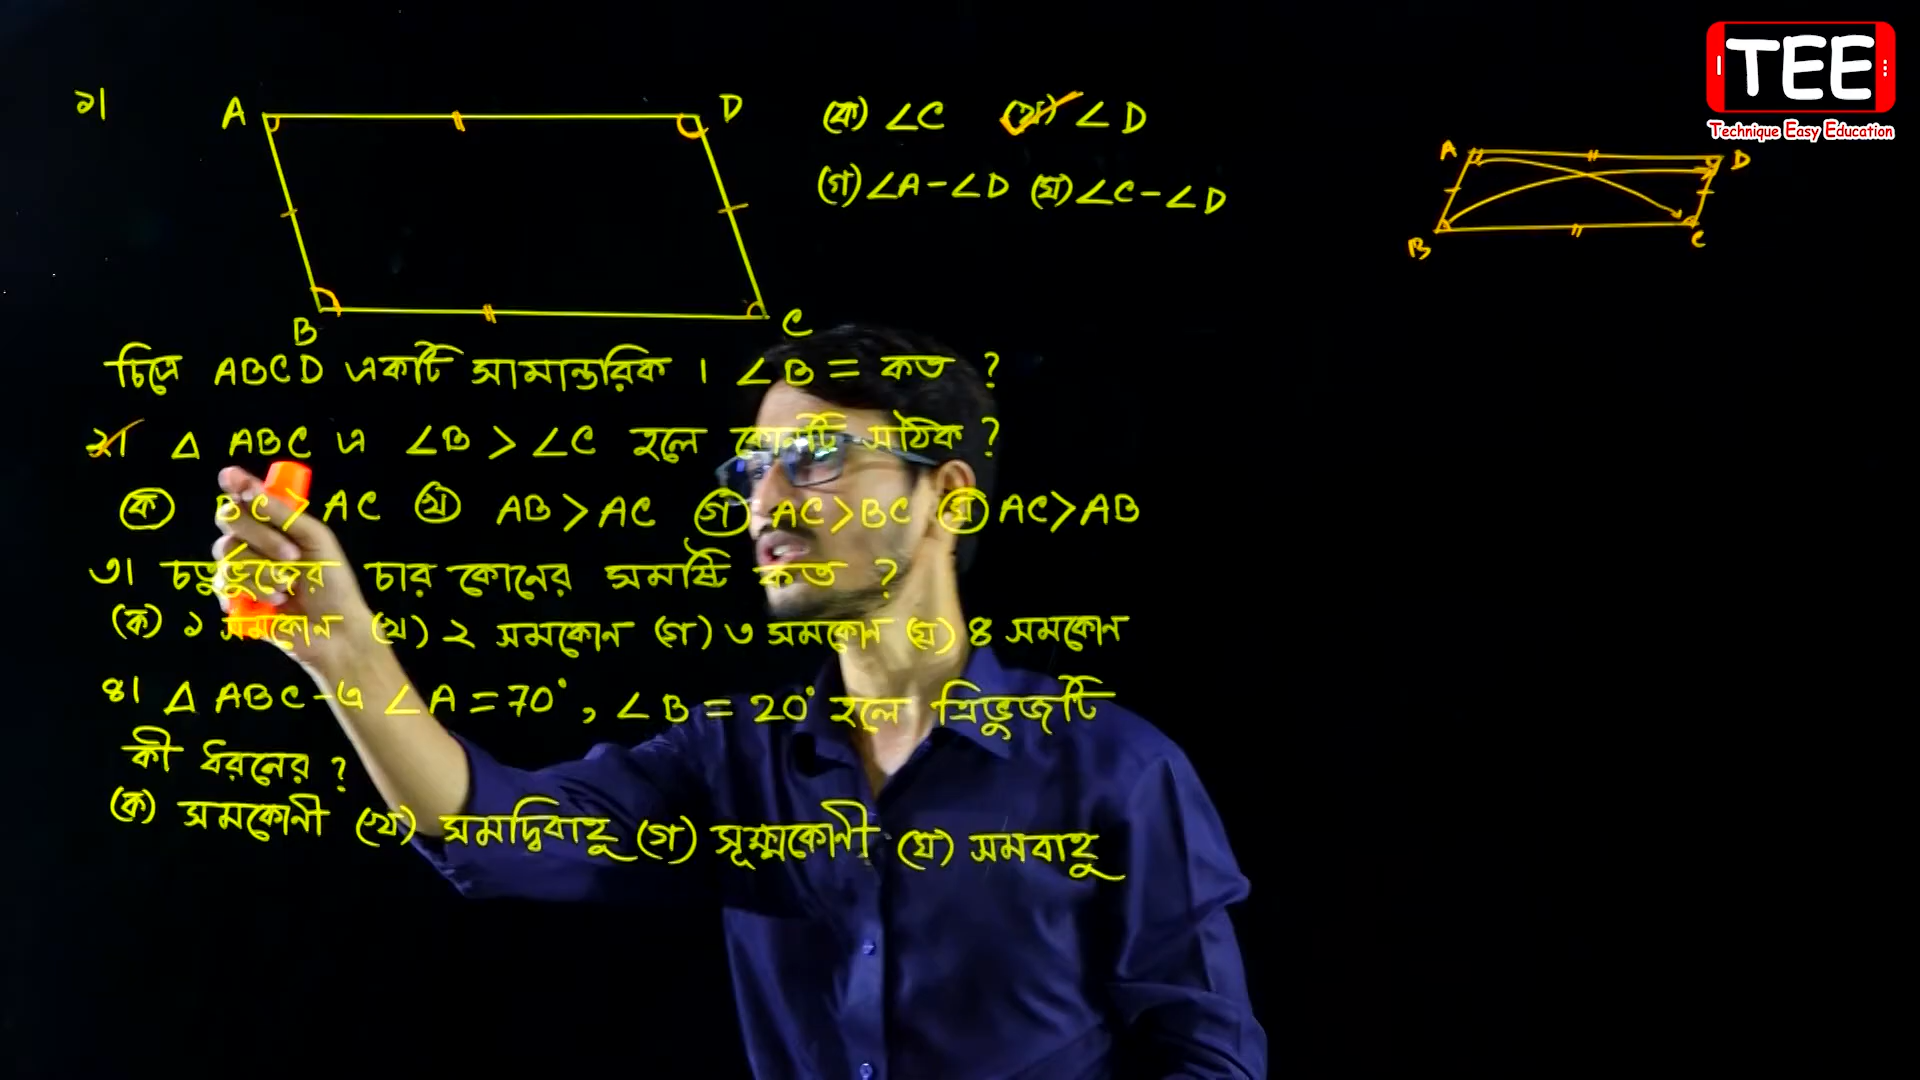 TEE
Technique Easy Education
১।
A D
B C
(ক) ∠C (খ) ∠D
(গ) ∠A-∠D (ঘ) ∠C-∠D
A D
B C
চিত্রে ABCD একটি সামান্তরিক । ∠B = কত ?
২। △ ABC এ ∠B > ∠C হলে কোনটি সঠিক ?
ক BC > AC খ AB > AC গ AC > BC ঘ AC > AB
৩। চতুর্ভুজের চার কোনের সমষ্টি কত ?
(ক) ১ সমকোন (খ) ২ সমকোন (গ) ৩ সমকোন (ঘ) ৪ সমকোন
৪। △ ABC-এ ∠A = 70°, ∠B = 20° হলে ত্রিভুজটি
কী ধরনের ?
(ক) সমকোনী (খ) সমদ্বিবাহু (গ) সূক্ষ্মকোনী (ঘ) সমবাহু